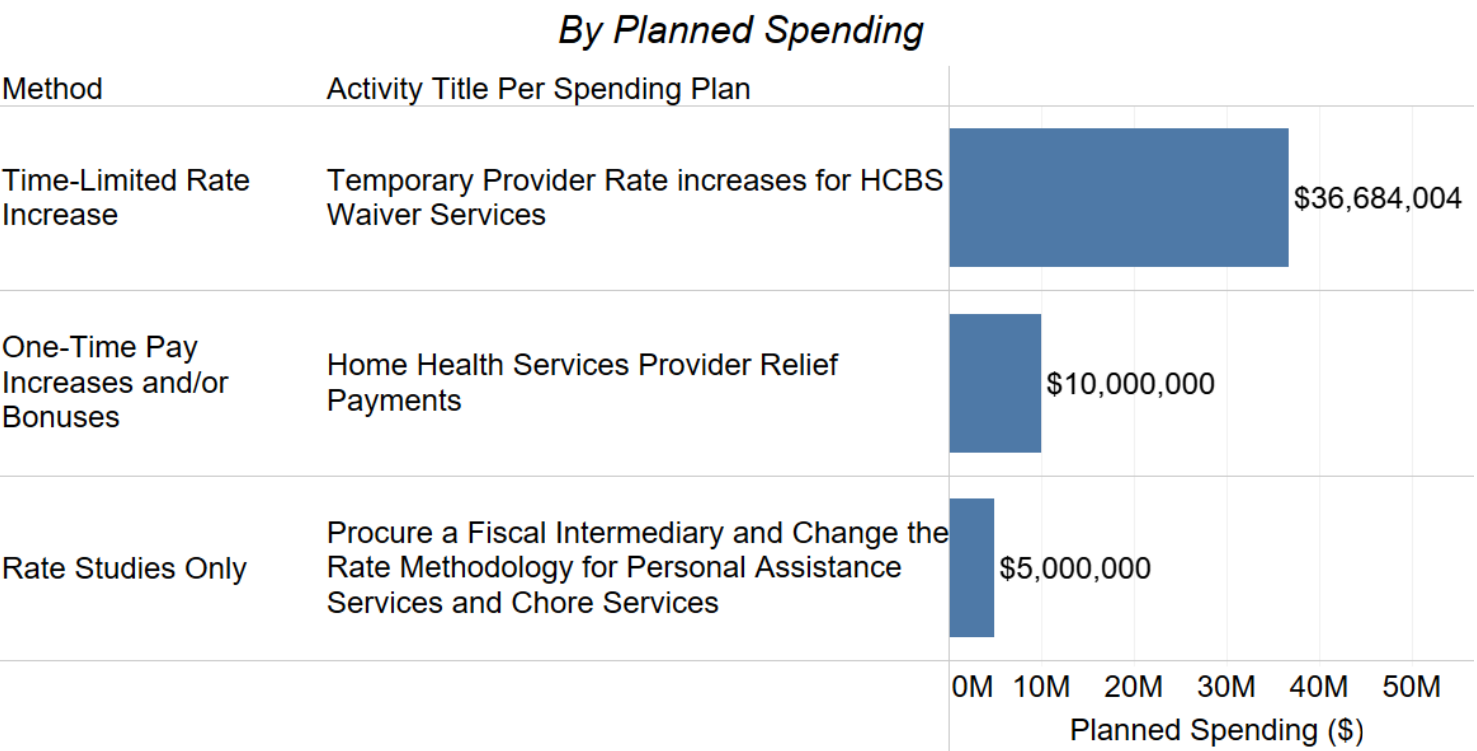 By Planned Spending
Method
Activity Title Per Spending Plan
Time-Limited Rate
Increase
Temporary Provider Rate increases for HCBS
Waiver Services
$36,684,004
One-Time Pay
Increases and/or
Bonuses
Home Health Services Provider Relief
Payments
$10,000,000
Rate Studies Only
Procure a Fiscal Intermediary and Change the
Rate Methodology for Personal Assistance
Services and Chore Services
$5,000,000
0M 10M 20M 30M 40M 50M
Planned Spending ($)